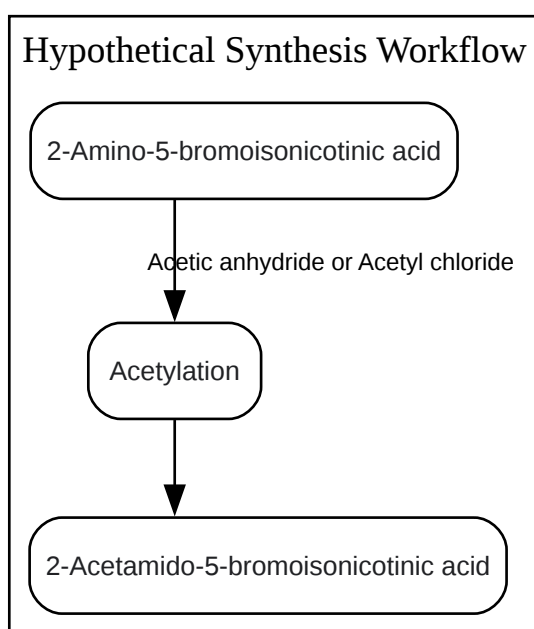 Hypothetical Synthesis Workflow
2-Amino-5-bromoisonicotinic acid
Acetic anhydride or Acetyl chloride
Acetylation
2-Acetamido-5-bromoisonicotinic acid